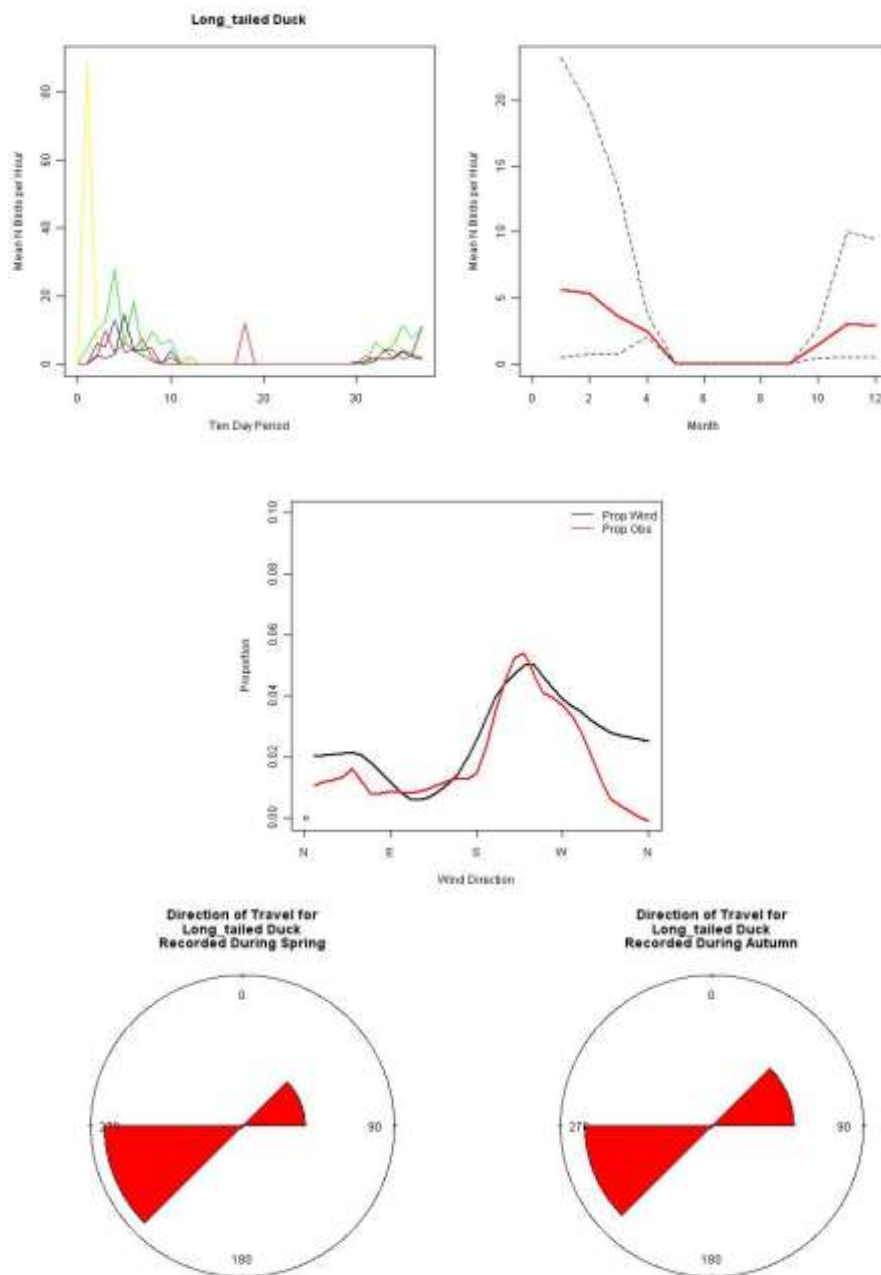 Long_tailed Duck
Mean N Birds per Hour
80
60
40
20
0
0 10 20 30
Ten Day Period
Mean N Birds per Hour
20
15
10
5
0
0 2 4 6 8 10 12
Month
Prop Wind
Prop Obs
Proportion
0.10
0.08
0.06
0.04
0.02
0.00
N E S W N
Wind Direction
Direction of Travel for
Long_tailed Duck
Recorded During Spring
0
270
90
180
Direction of Travel for
Long_tailed Duck
Recorded During Autumn
0
270
90
180